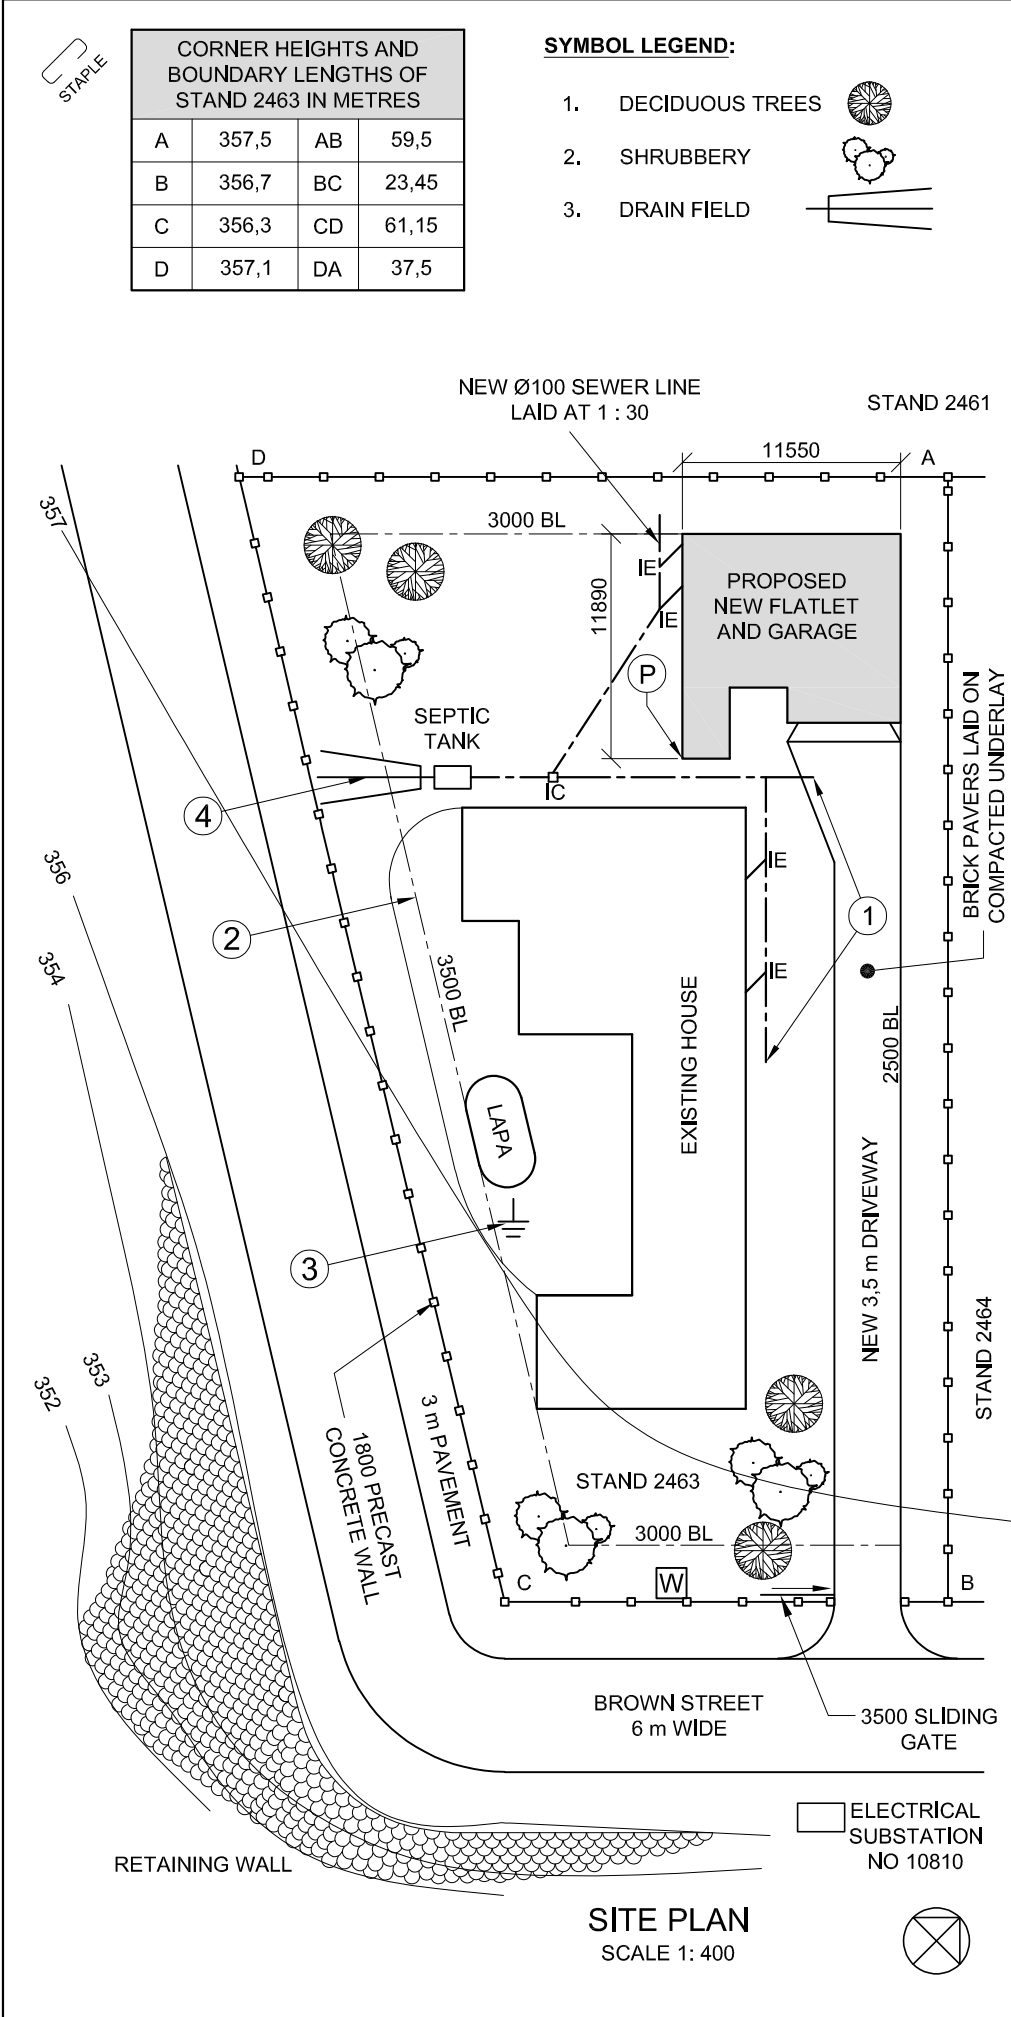 STAPLE
CORNER HEIGHTS AND
BOUNDARY LENGTHS OF
STAND 2463 IN METRES
A 357,5 AB 59,5
B 356,7 BC 23,45
C 356,3 CD 61,15
D 357,1 DA 37,5
SYMBOL LEGEND:
1. DECIDUOUS TREES
2. SHRUBBERY
3. DRAIN FIELD
NEW Ø100 SEWER LINE
LAID AT 1 : 30
STAND 2461
11550
D
A
357
3000 BL
IE
11890
PROPOSED
NEW FLATLET
AND GARAGE
IE
P
SEPTIC
TANK
BRICK PAVERS LAID ON
COMPACTED UNDERLAY
IC
4
356
IE
1
2
354
3500 BL
IE
EXISTING HOUSE
2500 BL
LAPA
NEW 3,5 m DRIVEWAY
3
STAND 2464
353
352
3 m PAVEMENT
1800 PRECAST
CONCRETE WALL
STAND 2463
3000 BL
C
W
B
BROWN STREET
6 m WIDE
3500 SLIDING
GATE
ELECTRICAL
SUBSTATION
NO 10810
RETAINING WALL
SITE PLAN
SCALE 1: 400